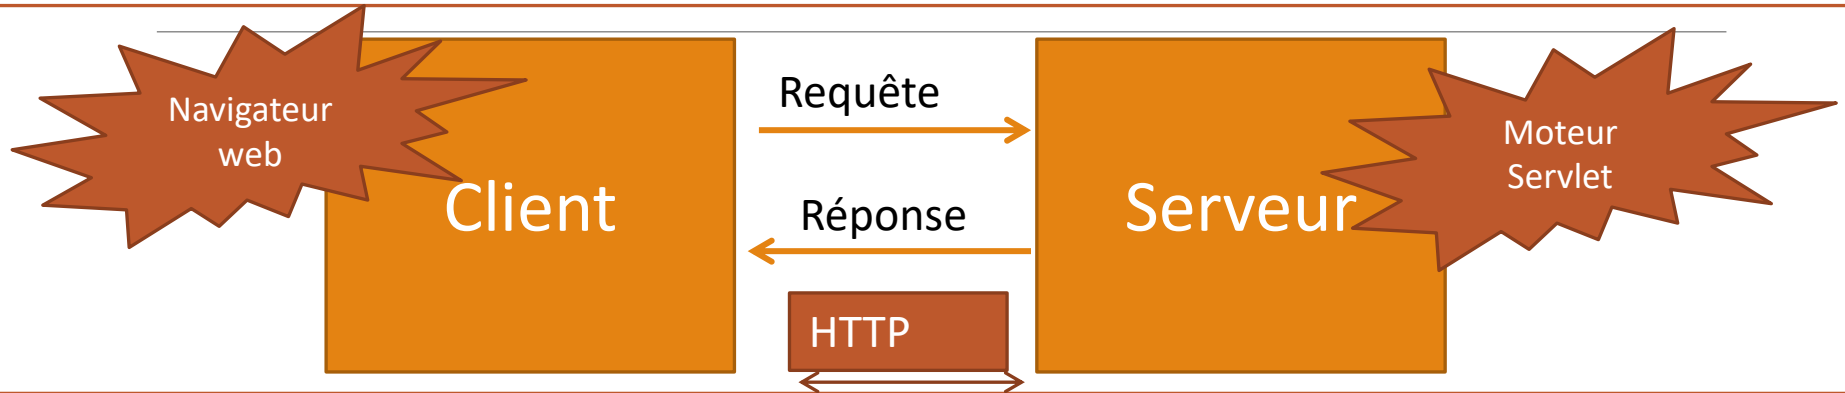 Navigateur
web
Client
Requête
Réponse
HTTP
Serveur
Moteur
Servlet